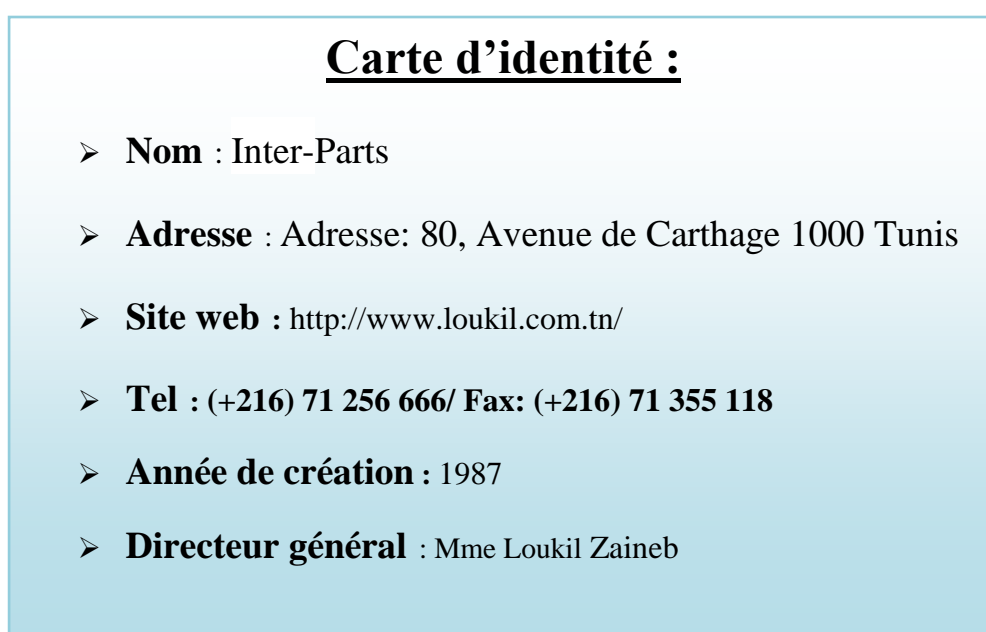 Carte d’identité :
➢ Nom : Inter-Parts
➢ Adresse : Adresse: 80, Avenue de Carthage 1000 Tunis
➢ Site web : http://www.loukil.com.tn/
➢ Tel : (+216) 71 256 666/ Fax: (+216) 71 355 118
➢ Année de création : 1987
➢ Directeur général : Mme Loukil Zaineb